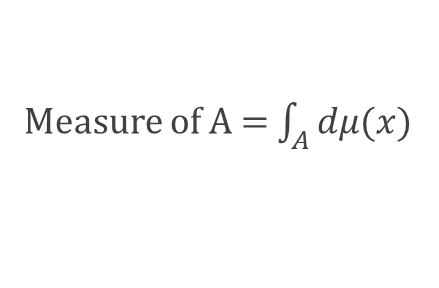 Measure of A = ∫_A dμ(x)